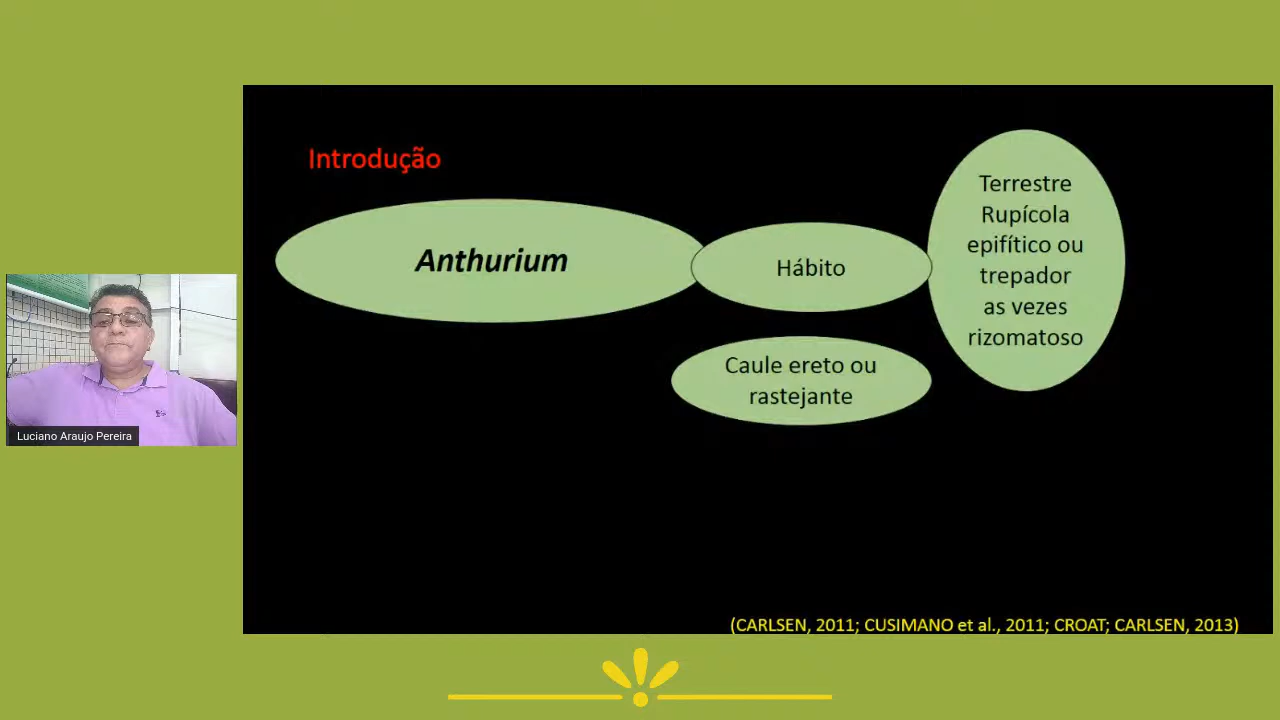 Introdução
Anthurium
Hábito
Terrestre
Rupícola
epifítico ou
trepador
as vezes
rizomatoso
Caule ereto ou
rastejante
Luciano Araujo Pereira
(CARLSEN, 2011; CUSIMANO et al., 2011; CROAT; CARLSEN, 2013)